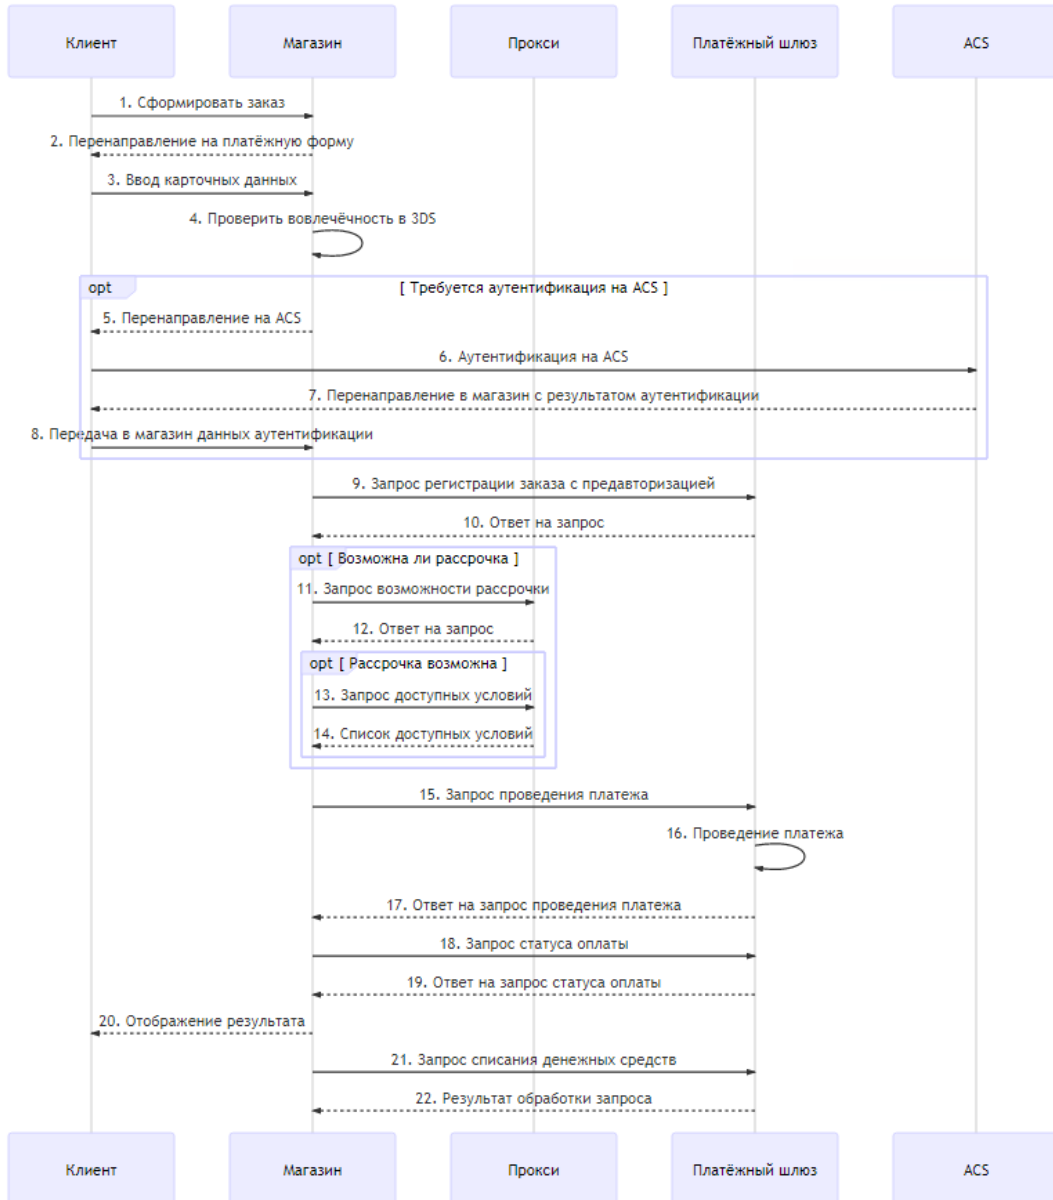 Клиент
Магазин
Прокси
Платёжный шлюз
ACS
1. Сформировать заказ
2. Перенаправление на платёжную форму
3. Ввод карточных данных
4. Проверить вовлечённость в 3DS
opt
[ Требуется аутентификация на ACS ]
5. Перенаправление на ACS
6. Аутентификация на ACS
7. Перенаправление в магазин с результатом аутентификации
8. Передача в магазин данных аутентификации
9. Запрос регистрации заказа с предавторизацией
10. Ответ на запрос
opt [ Возможна ли рассрочка ]
11. Запрос возможности рассрочки
12. Ответ на запрос
opt [ Рассрочка возможна ]
13. Запрос доступных условий
14. Список доступных условий
15. Запрос проведения платежа
16. Проведение платежа
17. Ответ на запрос проведения платежа
18. Запрос статуса оплаты
19. Ответ на запрос статуса оплаты
20. Отображение результата
21. Запрос списания денежных средств
22. Результат обработки запроса
Клиент
Магазин
Прокси
Платёжный шлюз
ACS